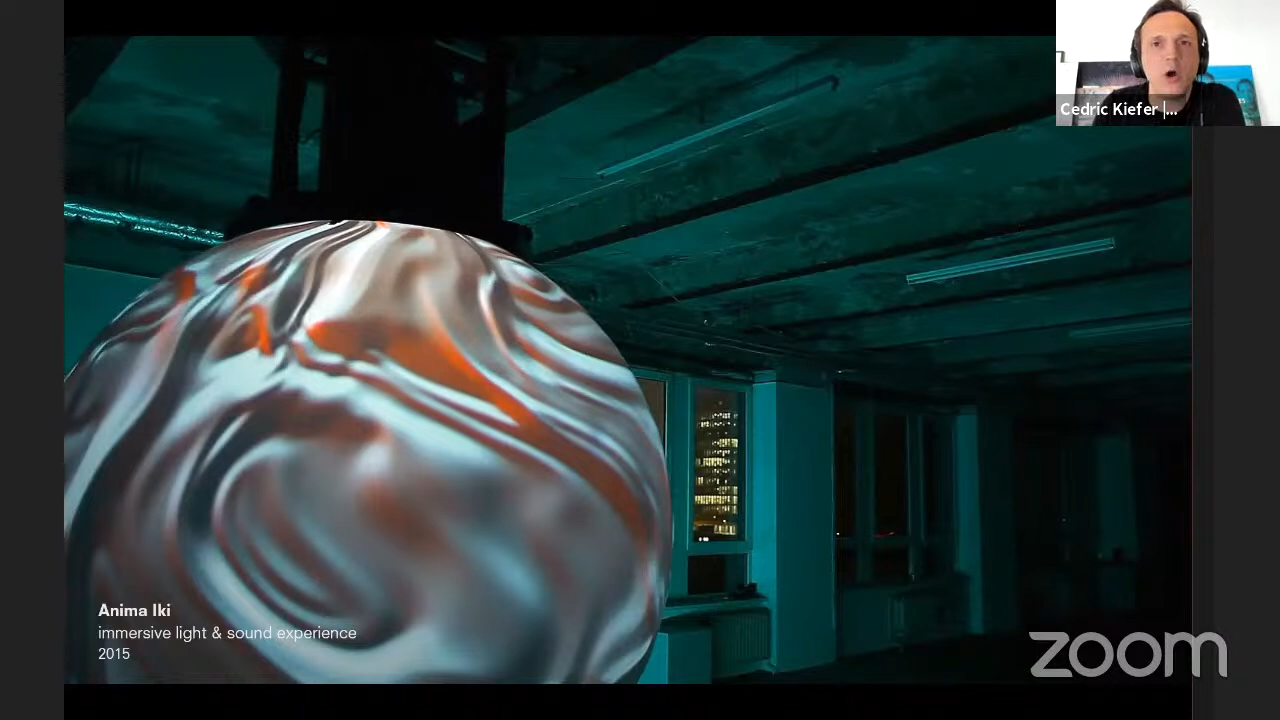 Cedric Kiefer |...
Anima Iki
immersive light & sound experience
2015
zoom